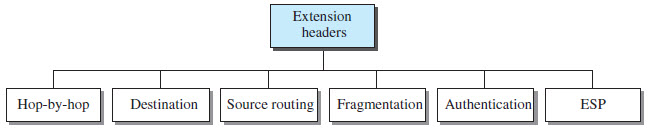 Extension
headers
Hop-by-hop
Destination
Source routing
Fragmentation
Authentication
ESP